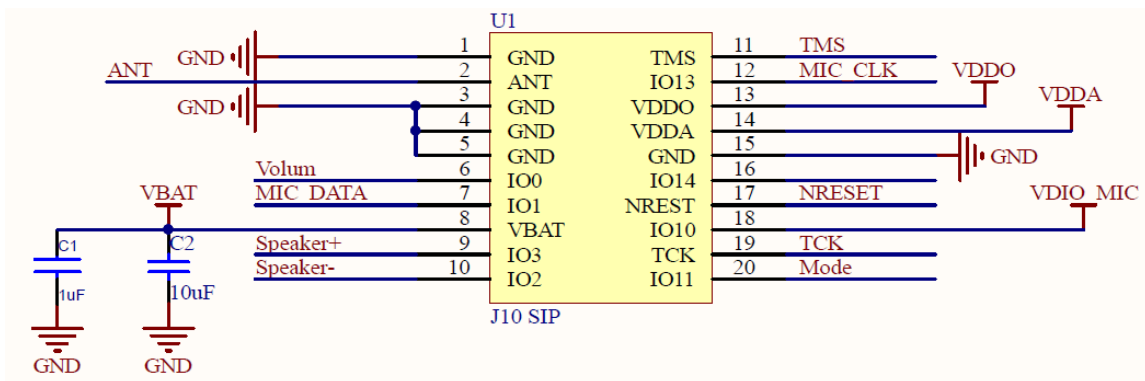 U1
1 GND GND
ANT 2 ANT
GND 3 GND
4 GND
5 GND
Volum 6 IO0
MIC_DATA 7 IO1
VBAT 8 VBAT
Speaker+ 9 IO3
Speaker- 10 IO2
TMS 11 TMS
IO13 12 MIC_CLK
VDDO 13 VDDO
VDDA 14 VDDA
GND 15 GND
IO14 16
NREST 17 NRESET
IO10 18 VDIO_MIC
TCK 19 TCK
IO11 20 Mode
C1 C2
1uF 10uF
GND GND
J10 SIP